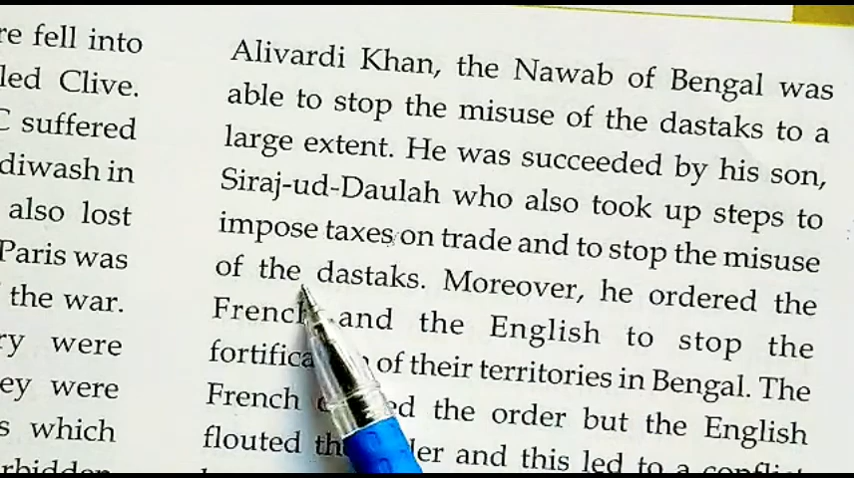 re fell into
led Clive.
C suffered
diwash in
also lost
Paris was
the war.
ry were
ey were
s which
rbidden
Alivardi Khan, the Nawab of Bengal was
able to stop the misuse of the dastaks to a
large extent. He was succeeded by his son,
Siraj-ud-Daulah who also took up steps to
impose taxes on trade and to stop the misuse
of the dastaks. Moreover, he ordered the
French and the English to stop the
of their territories in Bengal. The
French the order but the English
flouted and this led to a conflict